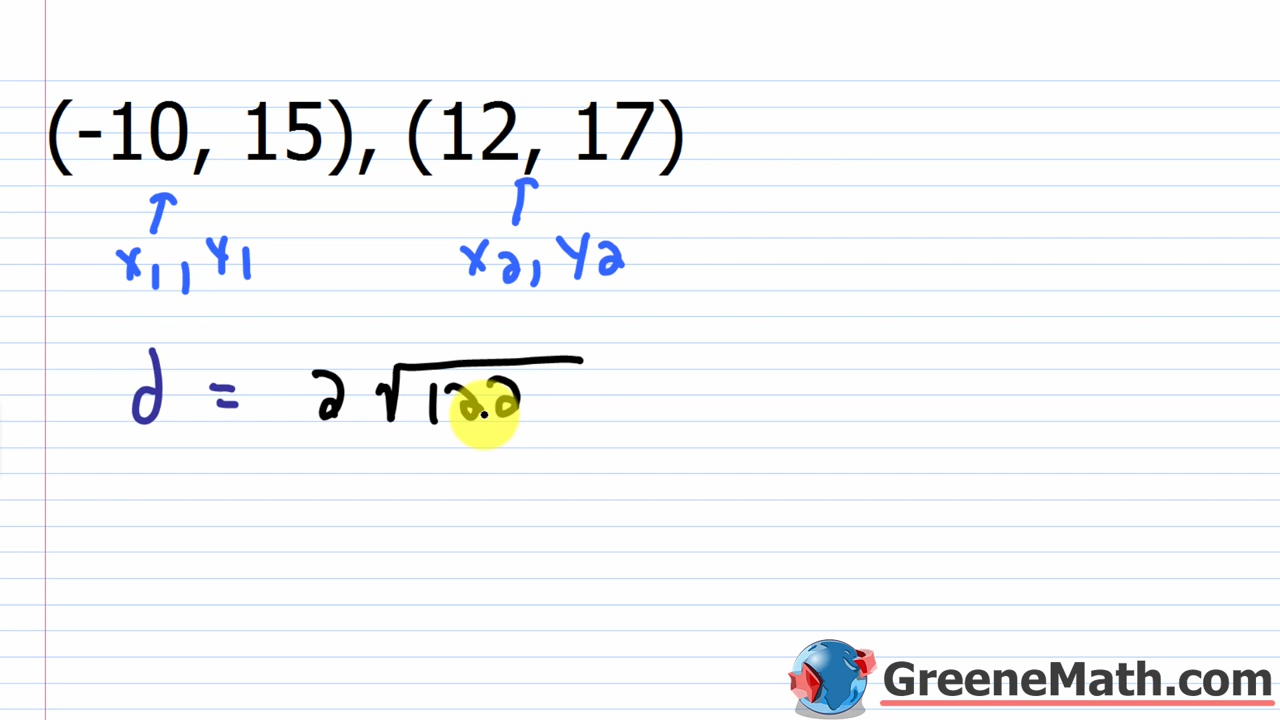 (-10, 15), (12, 17)
x1, y1 x2, y2
d = 2 √122
GreeneMath.com